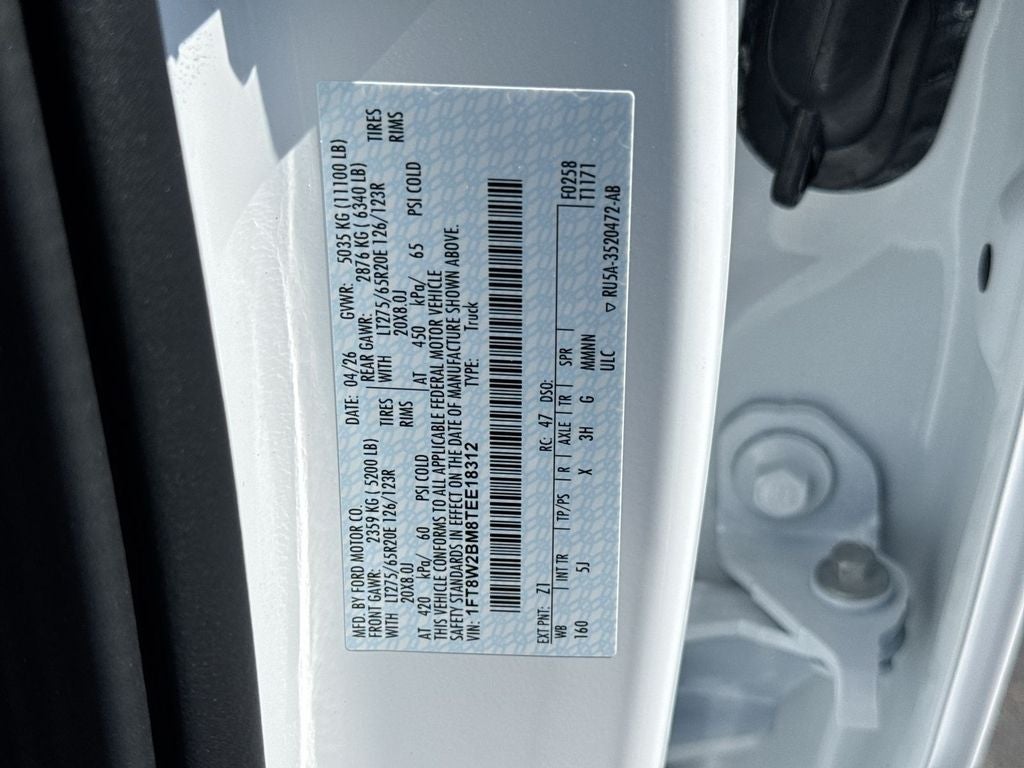 MFD. BY FORD MOTOR CO. DATE: 04/26 GVWR: 5035 KG (11100 LB)
FRONT GAWR: 2359 KG ( 5200 LB) REAR GAWR: 2876 KG ( 6340 LB)
WITH LT275/65R20E 126/123R TIRES WITH LT275/65R20E 126/123R TIRES
20X8.0J RIMS 20X8.0J RIMS
AT 420 kPa/ 60 PSI COLD AT 450 kPa/ 65 PSI COLD
THIS VEHICLE CONFORMS TO ALL APPLICABLE FEDERAL MOTOR VEHICLE
SAFETY STANDARDS IN EFFECT ON THE DATE OF MANUFACTURE SHOWN ABOVE.
VIN: 1FT8W2BM8TEE18312 TYPE: Truck
EXT PNT: Z1 RC: 47 DSO: F0258
WB INT TR TP/PS R AXLE TR SPR T1171
160 5J X 3H G MMMNN
ULC
RU5A-3520472-AB